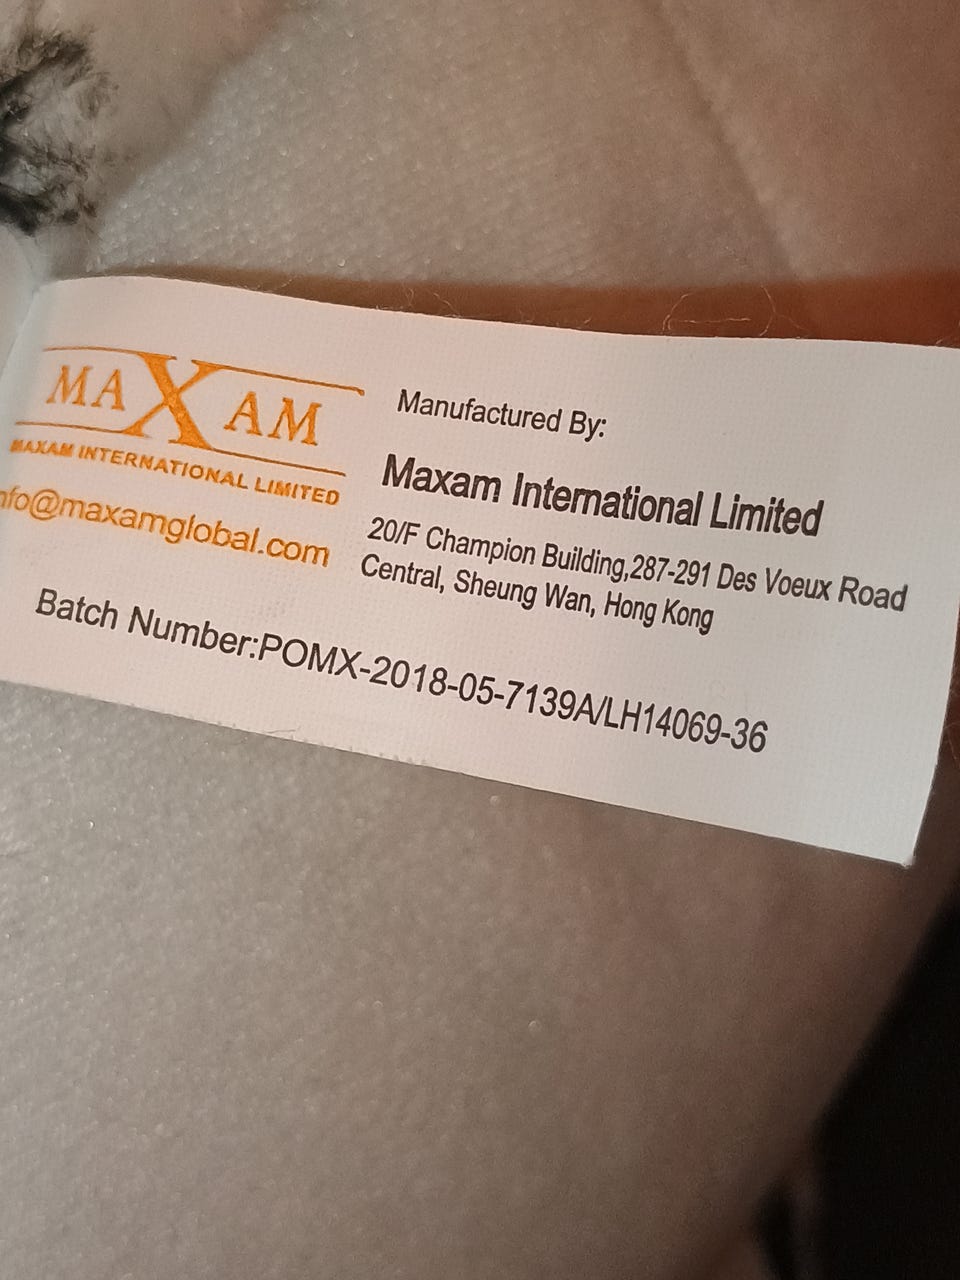 MAXAM
MAXAM INTERNATIONAL LIMITED
nfo@maxamglobal.com
Manufactured By:
Maxam International Limited
20/F Champion Building,287-291 Des Voeux Road
Central, Sheung Wan, Hong Kong
Batch Number:POMX-2018-05-7139A/LH14069-36